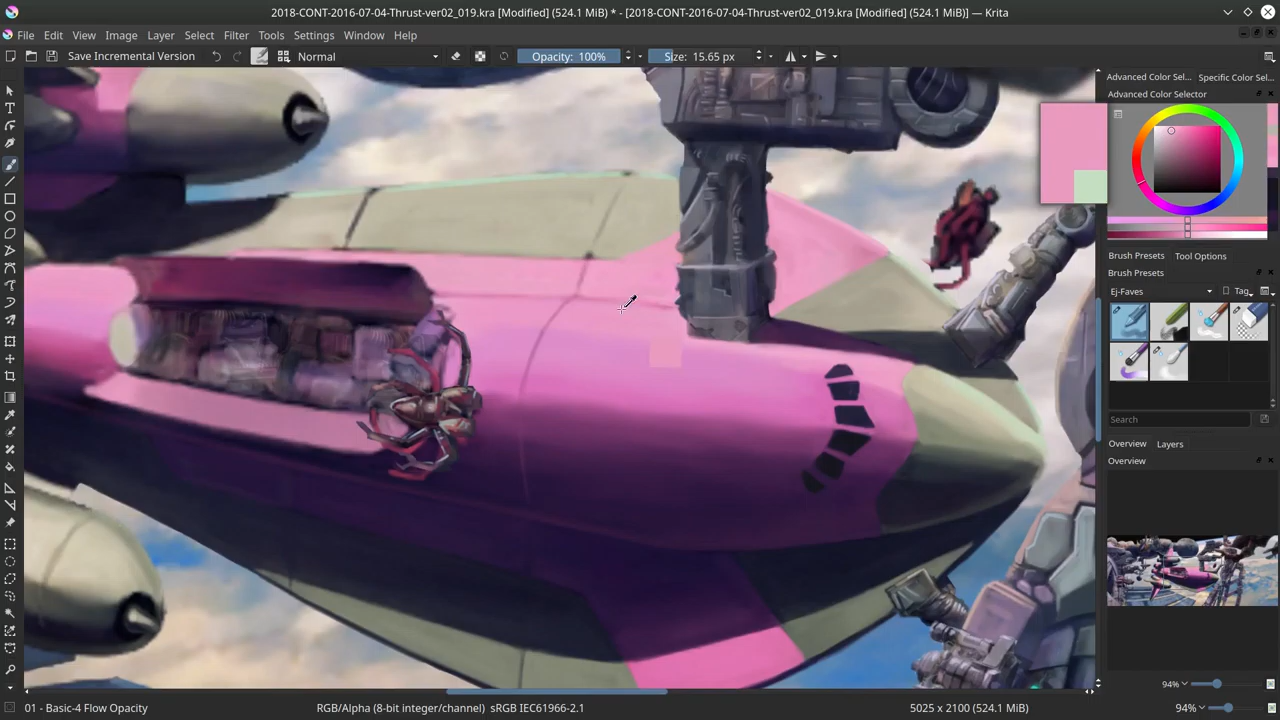 2018-CONT-2016-07-04-Thrust-ver02_019.kra [Modified] (524.1 MiB) * - [2018-CONT-2016-07-04-Thrust-ver02_019.kra [Modified] (524.1 MiB)] — Krita
File Edit View Image Layer Select Filter Tools Settings Window Help
Save Incremental Version Normal Opacity: 100% Size: 15.65 px
Advanced Color Sel... Specific Color Sel...
Advanced Color Selector
Brush Presets Tool Options
Brush Presets
Ej-Faves Tag
Search
Overview Layers
Overview
94%
01 - Basic-4 Flow Opacity RGB/Alpha (8-bit integer/channel) sRGB IEC61966-2.1 5025 x 2100 (524.1 MiB) 94%